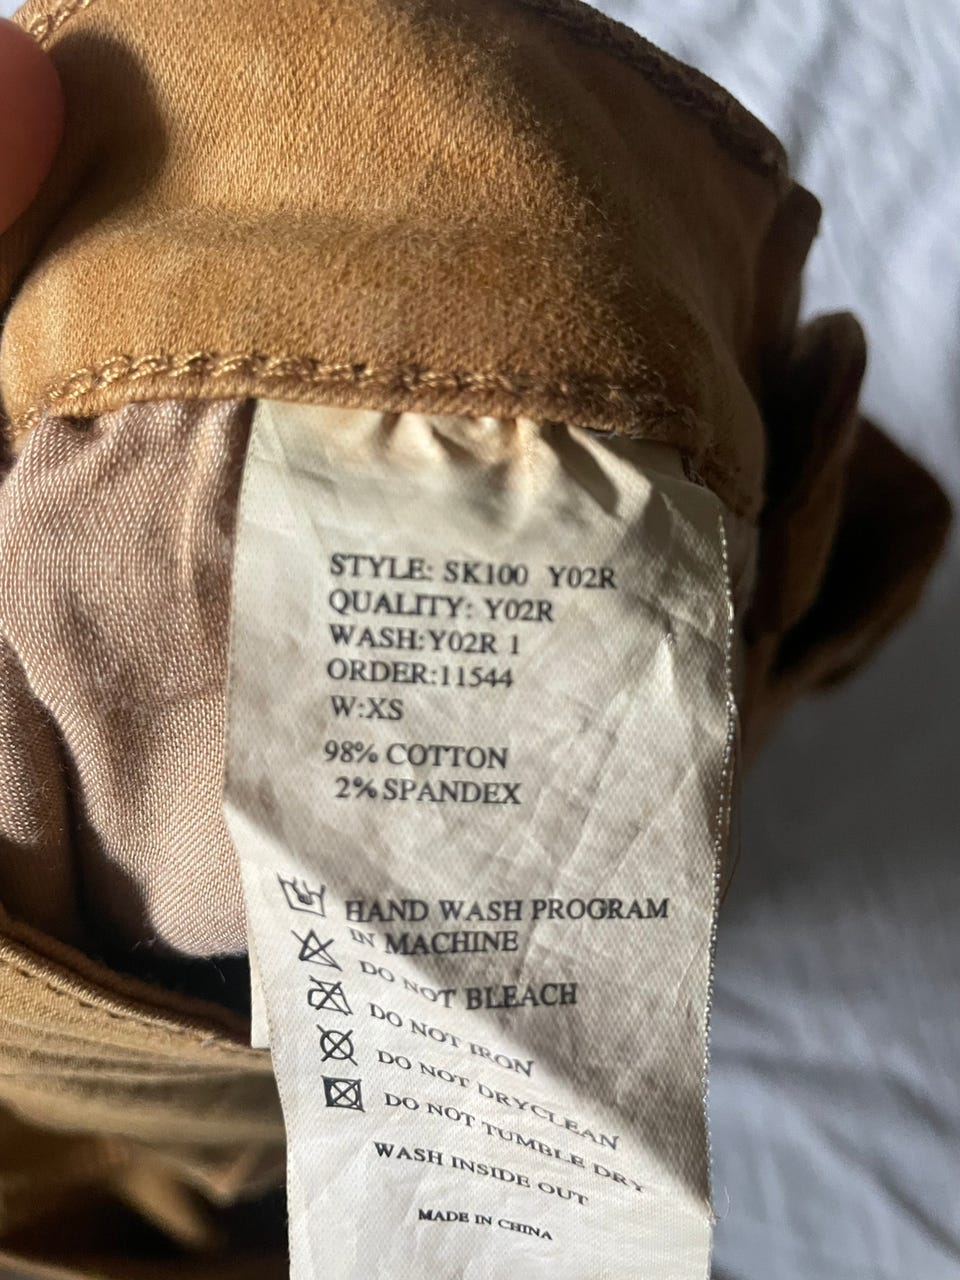 STYLE: SK100 Y02R
QUALITY: Y02R
WASH:Y02R 1
ORDER:11544
W:XS
98% COTTON
2% SPANDEX
HAND WASH PROGRAM
IN MACHINE
DO NOT BLEACH
DO NOT IRON
DO NOT DRYCLEAN
DO NOT TUMBLE DRY
WASH INSIDE OUT
MADE IN CHINA